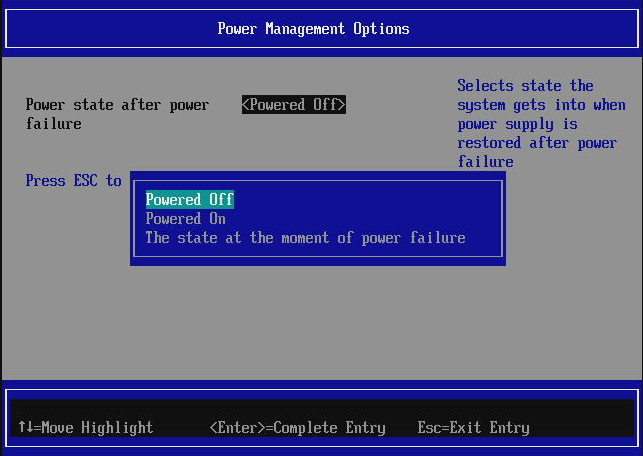 Power Management Options
Power state after power failure
<Powered Off>
Selects state the
system gets into when
power supply is
restored after power
failure
Press ESC to
Powered Off
Powered On
The state at the moment of power failure
↑↓=Move Highlight
<Enter>=Complete Entry
Esc=Exit Entry